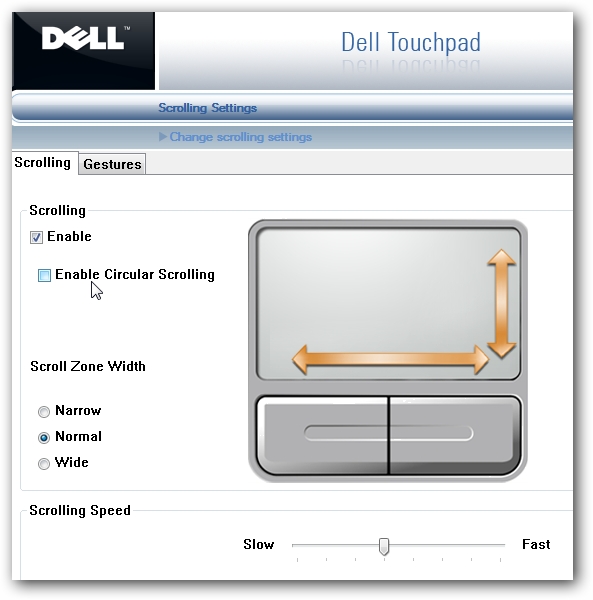 DELL™
Dell Touchpad
Scrolling Settings
Change scrolling settings
Scrolling Gestures
Scrolling
Enable
Enable Circular Scrolling
Scroll Zone Width
Narrow
Normal
Wide
Scrolling Speed
Slow Fast